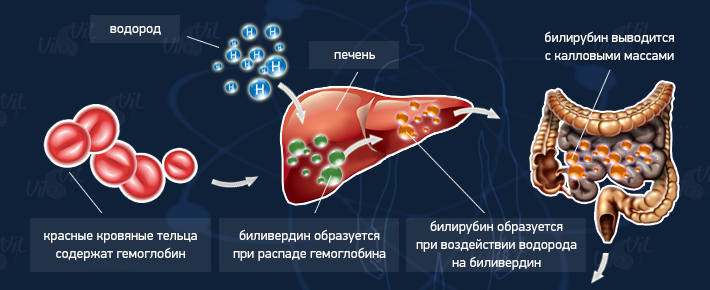 водород
печень
билирубин выводится
с калловыми массами
красные кровяные тельца
содержат гемоглобин
биливердин образуется
при распаде гемоглобина
билирубин образуется
при воздействии водорода
на биливердин
H
H
H
H
H
H
H
H
H
H
H